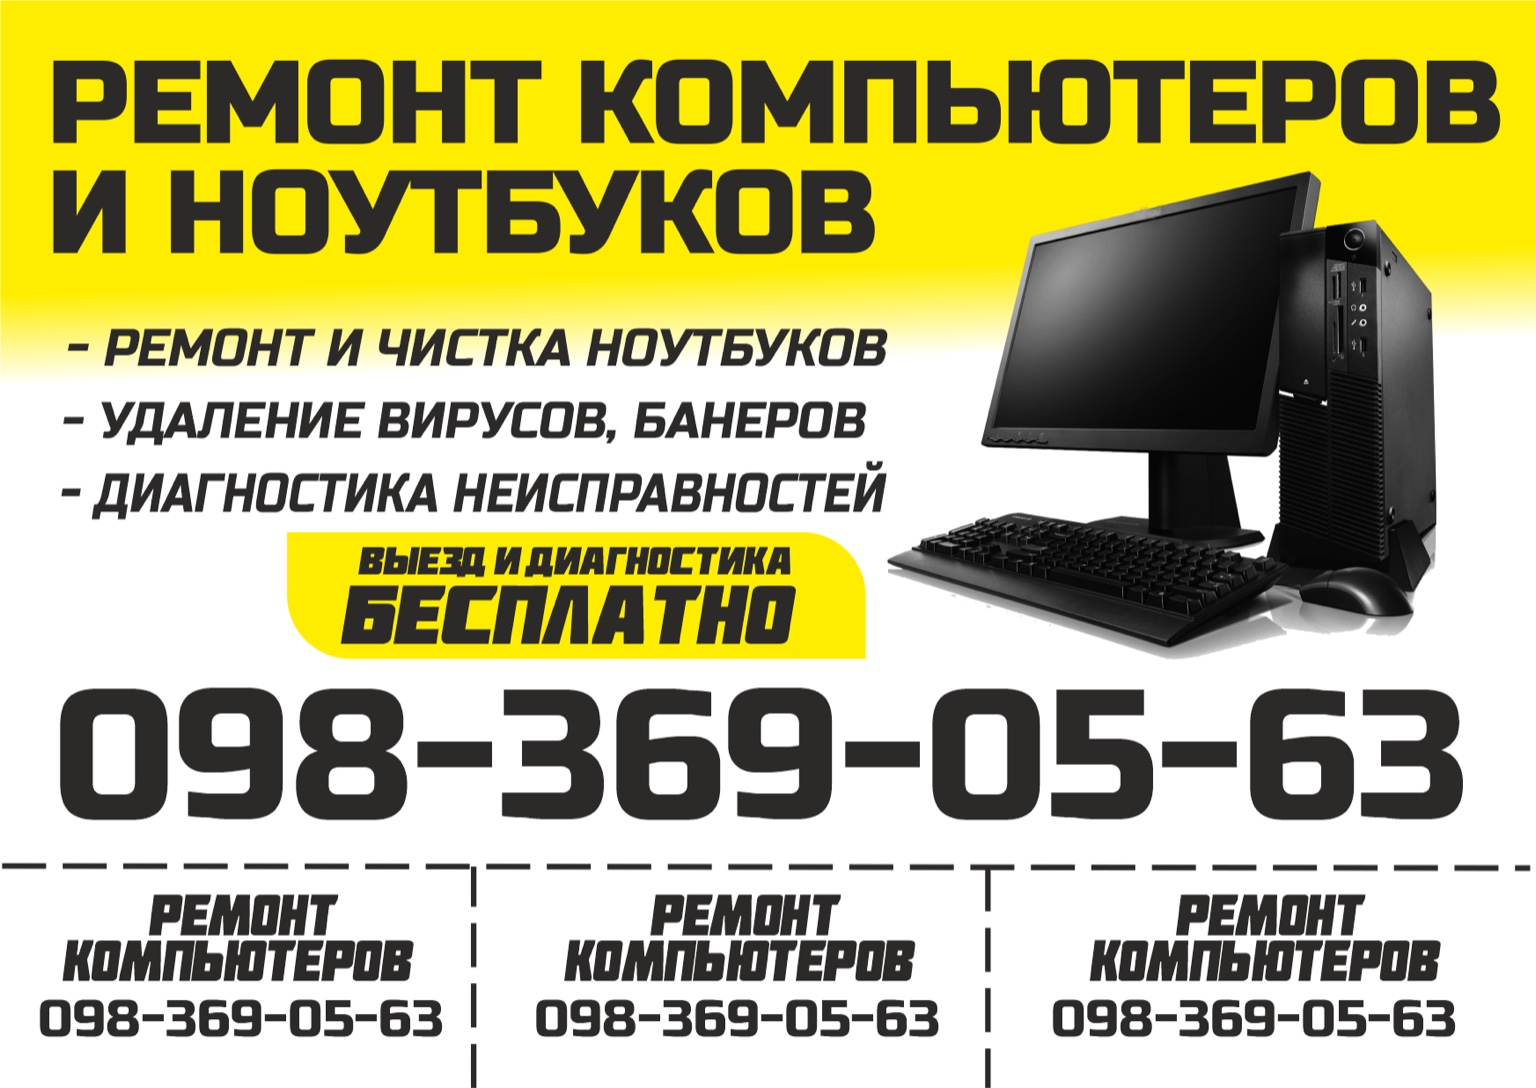 РЕМОНТ КОМПЬЮТЕРОВ
И НОУТБУКОВ
- РЕМОНТ И ЧИСТКА НОУТБУКОВ
- УДАЛЕНИЕ ВИРУСОВ, БАНЕРОВ
- ДИАГНОСТИКА НЕИСПРАВНОСТЕЙ
ВЫЕЗД И ДИАГНОСТИКА
БЕСПЛАТНО
098-369-05-63
РЕМОНТ
КОМПЬЮТЕРОВ
098-369-05-63
РЕМОНТ
КОМПЬЮТЕРОВ
098-369-05-63
РЕМОНТ
КОМПЬЮТЕРОВ
098-369-05-63